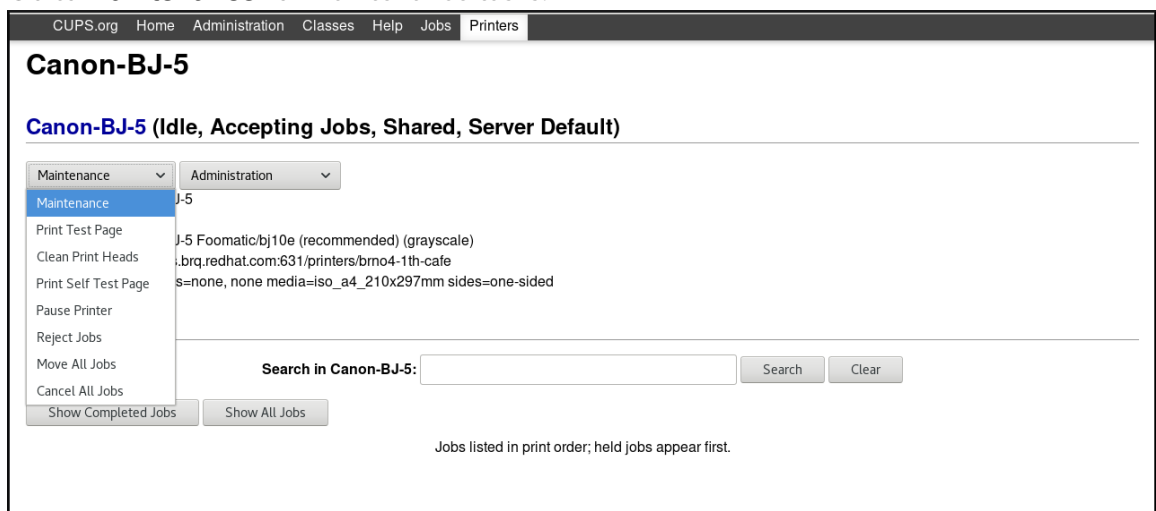 CUPS.org Home Administration Classes Help Jobs Printers
Canon-BJ-5
Canon-BJ-5 (Idle, Accepting Jobs, Shared, Server Default)
Maintenance Administration
Maintenance J-5
Print Test Page
J-5 Foomatic/bj10e (recommended) (grayscale)
Clean Print Heads
.brq.redhat.com:631/printers/brno4-1th-cafe
Print Self Test Page s=none, none media=iso_a4_210x297mm sides=one-sided
Pause Printer
Reject Jobs
Move All Jobs
Search in Canon-BJ-5: Search Clear
Cancel All Jobs
Show Completed Jobs Show All Jobs
Jobs listed in print order; held jobs appear first.